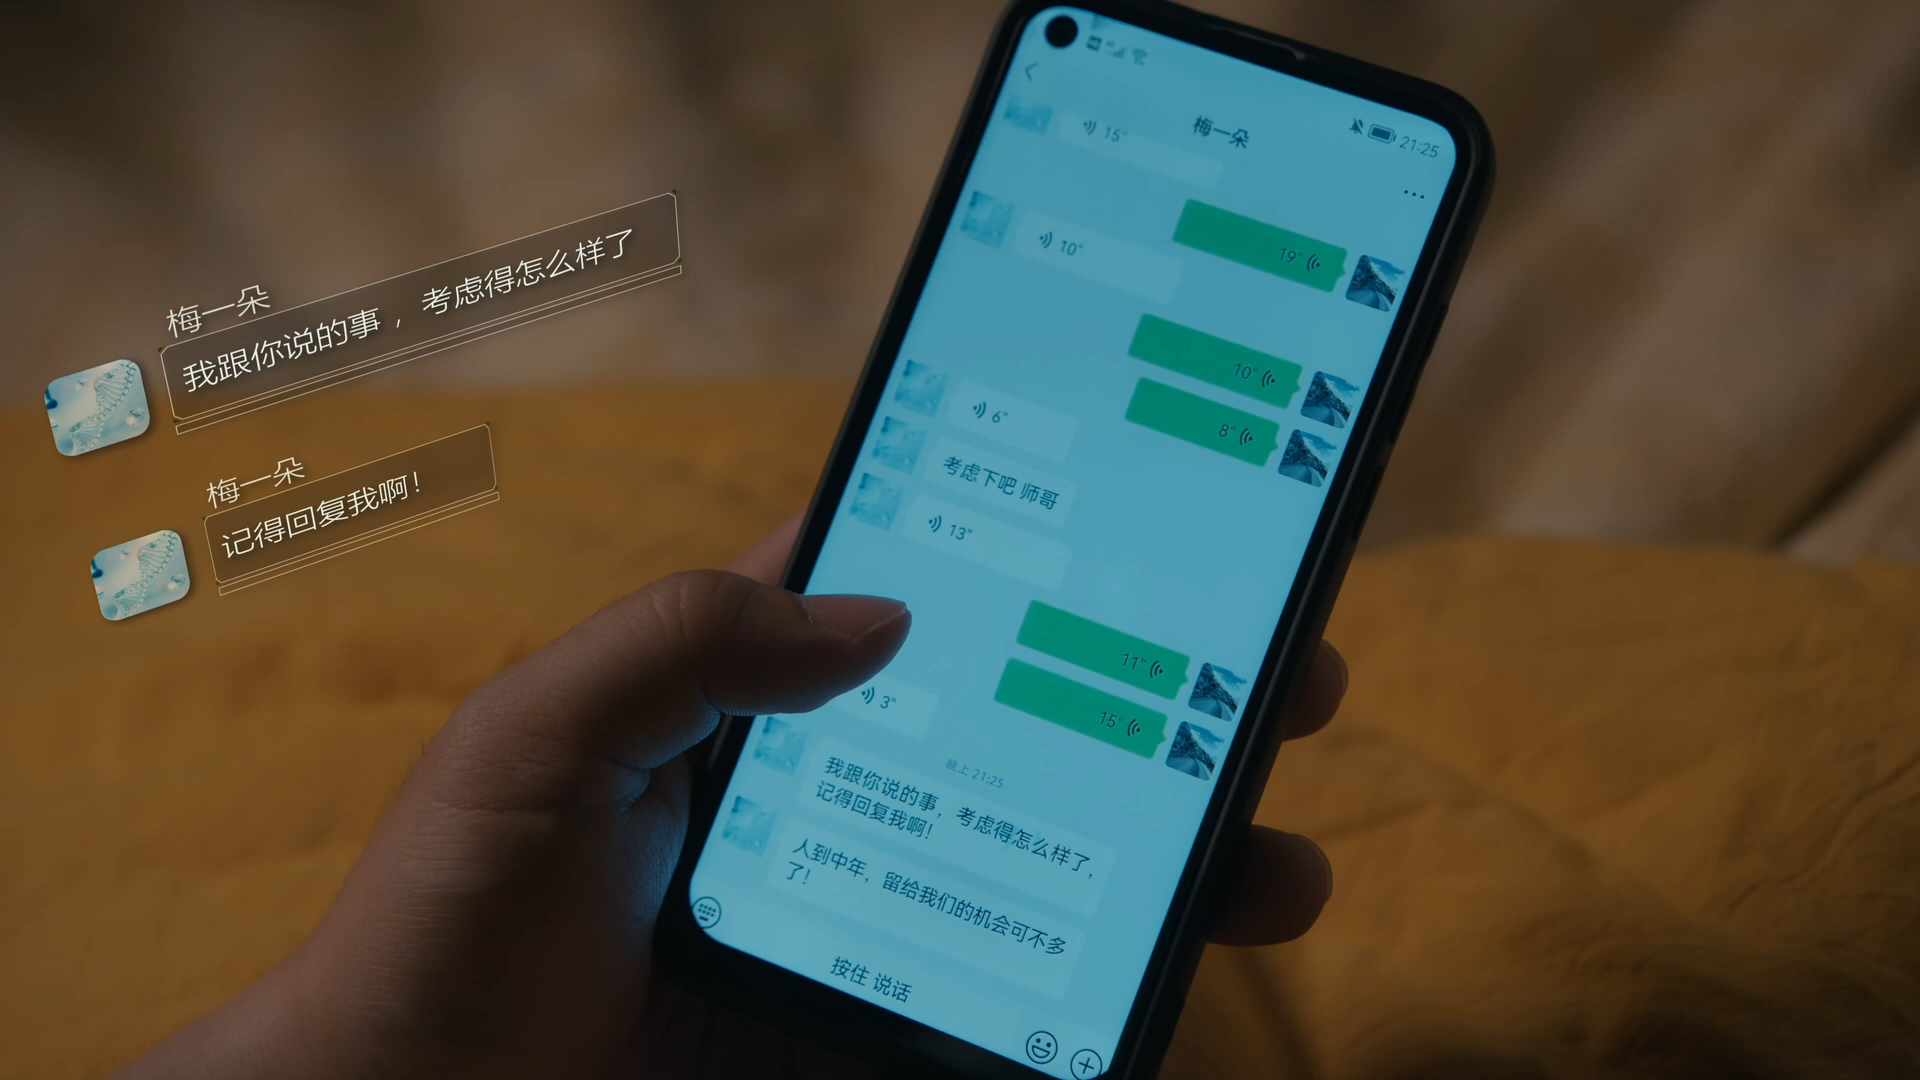 梅一朵
我跟你说的事，考虑得怎么样了
梅一朵
记得回复我啊！
21:25
梅一朵
15"
19"
10"
10"
8"
6"
考虑下吧 师哥
13"
11"
15"
3"
晚上 21:25
我跟你说的事，考虑得怎么样了，
记得回复我啊！
人到中年，留给我们的机会可不多
了！
按住 说话